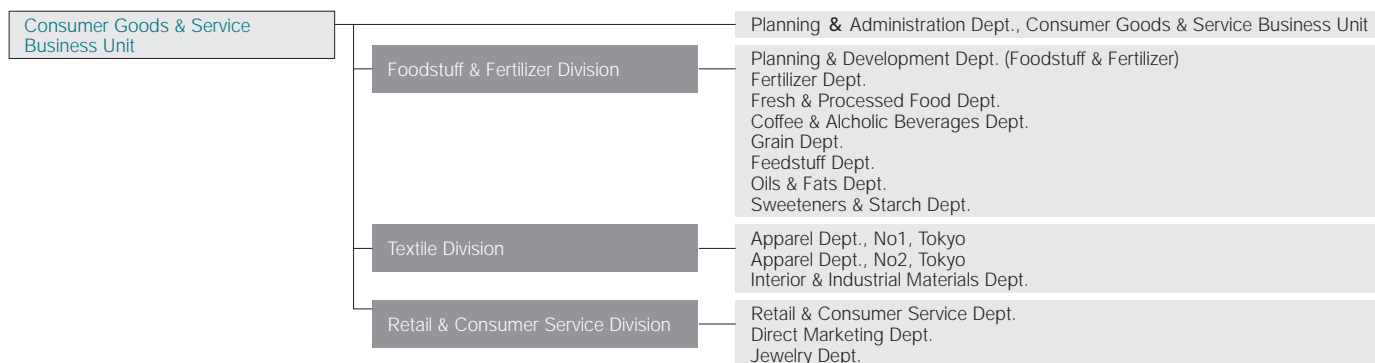 Consumer Goods & Service
Business Unit
Planning & Administration Dept., Consumer Goods & Service Business Unit
Foodstuff & Fertilizer Division
Planning & Development Dept. (Foodstuff & Fertilizer)
Fertilizer Dept.
Fresh & Processed Food Dept.
Coffee & Alcholic Beverages Dept.
Grain Dept.
Feedstuff Dept.
Oils & Fats Dept.
Sweeteners & Starch Dept.
Textile Division
Apparel Dept., No1, Tokyo
Apparel Dept., No2, Tokyo
Interior & Industrial Materials Dept.
Retail & Consumer Service Division
Retail & Consumer Service Dept.
Direct Marketing Dept.
Jewelry Dept.